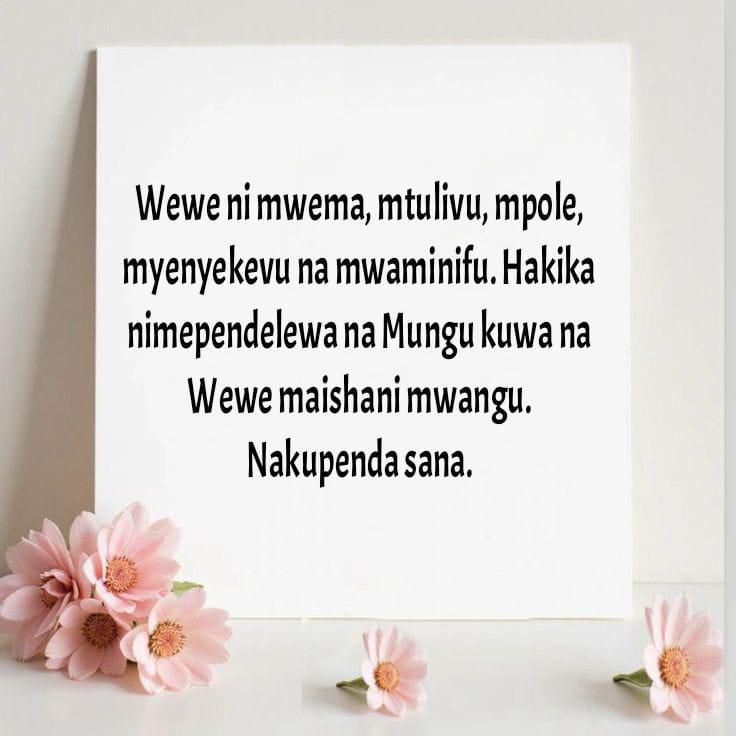 Wewe ni mwema, mtulivu, mpole,
myenyekevu na mwaminifu. Hakika
nimependelewa na Mungu kuwa na
Wewe maishani mwangu.
Nakupenda sana.